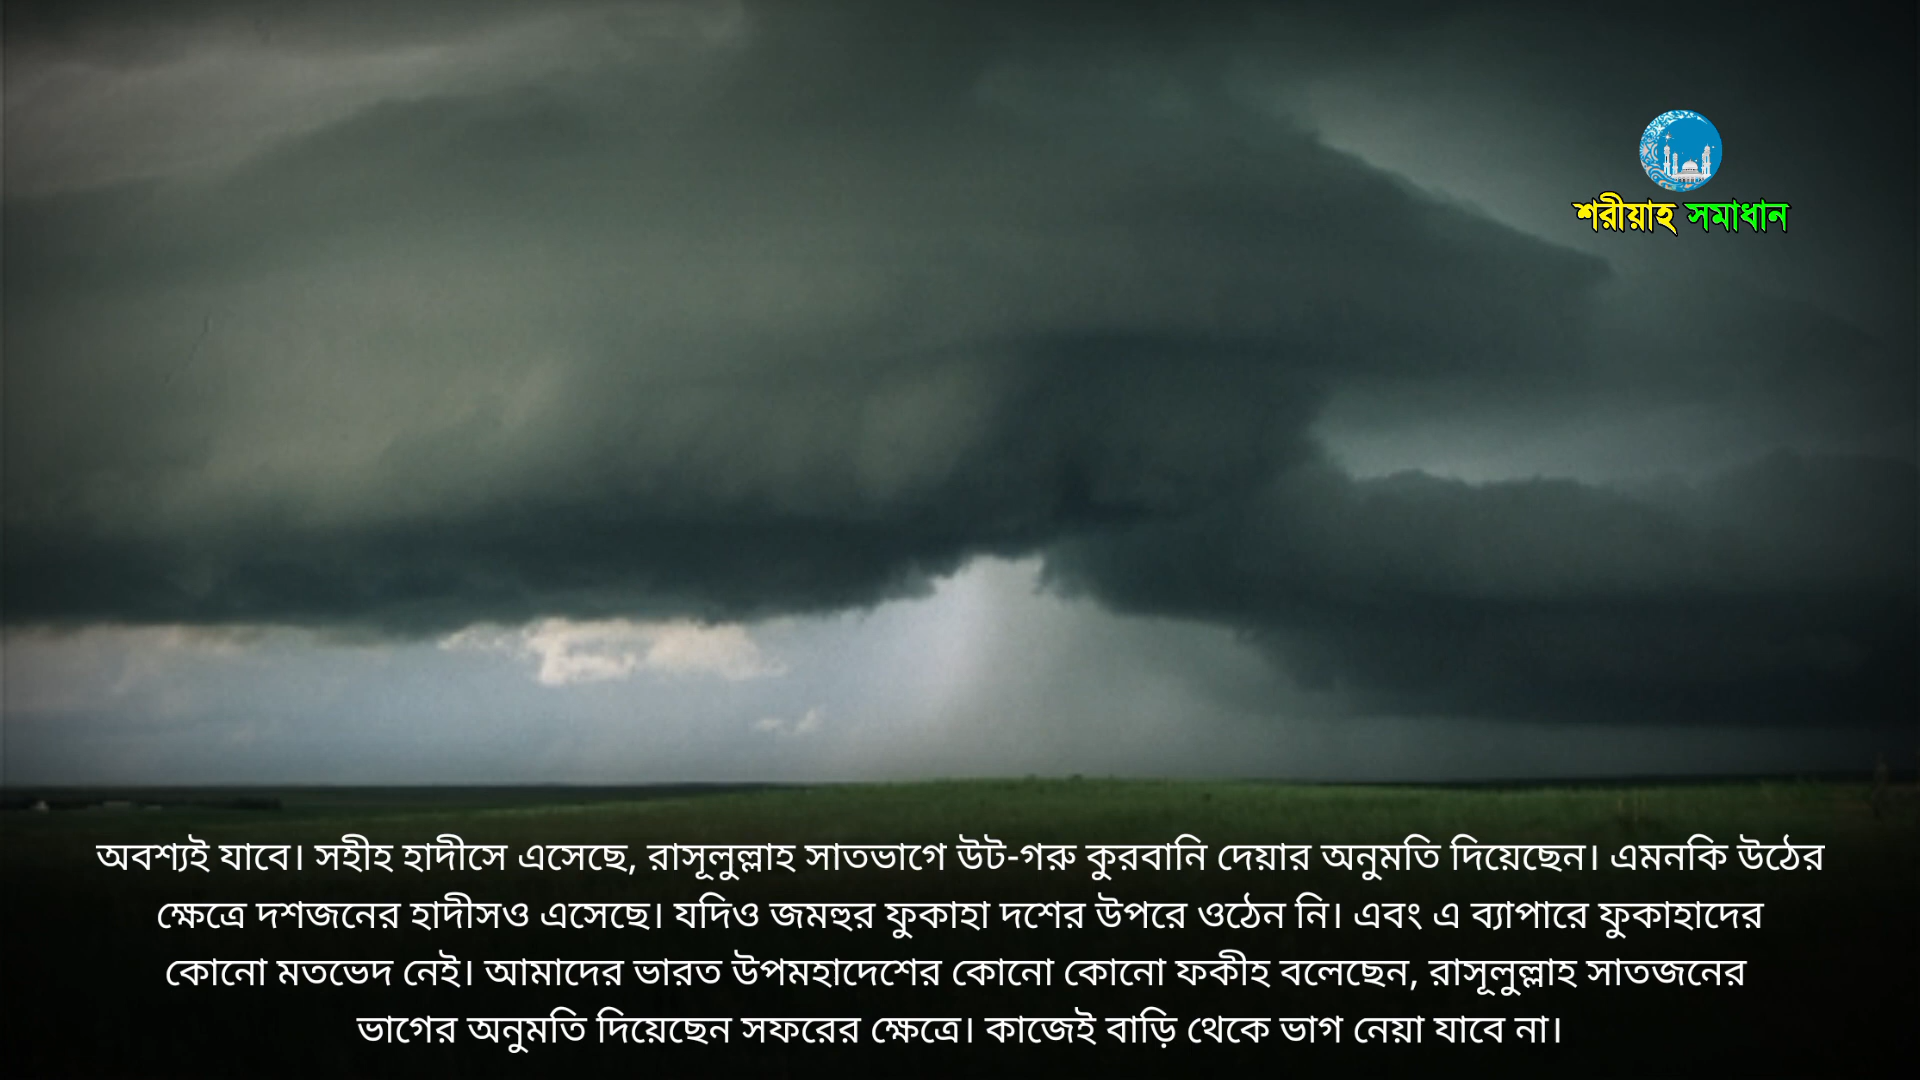 শরীয়াহ সমাধান
অবশ্যই যাবে। সহীহ হাদীসে এসেছে, রাসূলুল্লাহ সাতভাগে উট-গরু কুরবানি দেয়ার অনুমতি দিয়েছেন। এমনকি উঠের
ক্ষেত্রে দশজনের হাদীসও এসেছে। যদিও জমহুর ফুকাহা দশের উপরে ওঠেন নি। এবং এ ব্যাপারে ফুকাহাদের
কোনো মতভেদ নেই। আমাদের ভারত উপমহাদেশের কোনো কোনো ফকীহ বলেছেন, রাসূলুল্লাহ সাতজনের
ভাগের অনুমতি দিয়েছেন সফরের ক্ষেত্রে। কাজেই বাড়ি থেকে ভাগ নেয়া যাবে না।